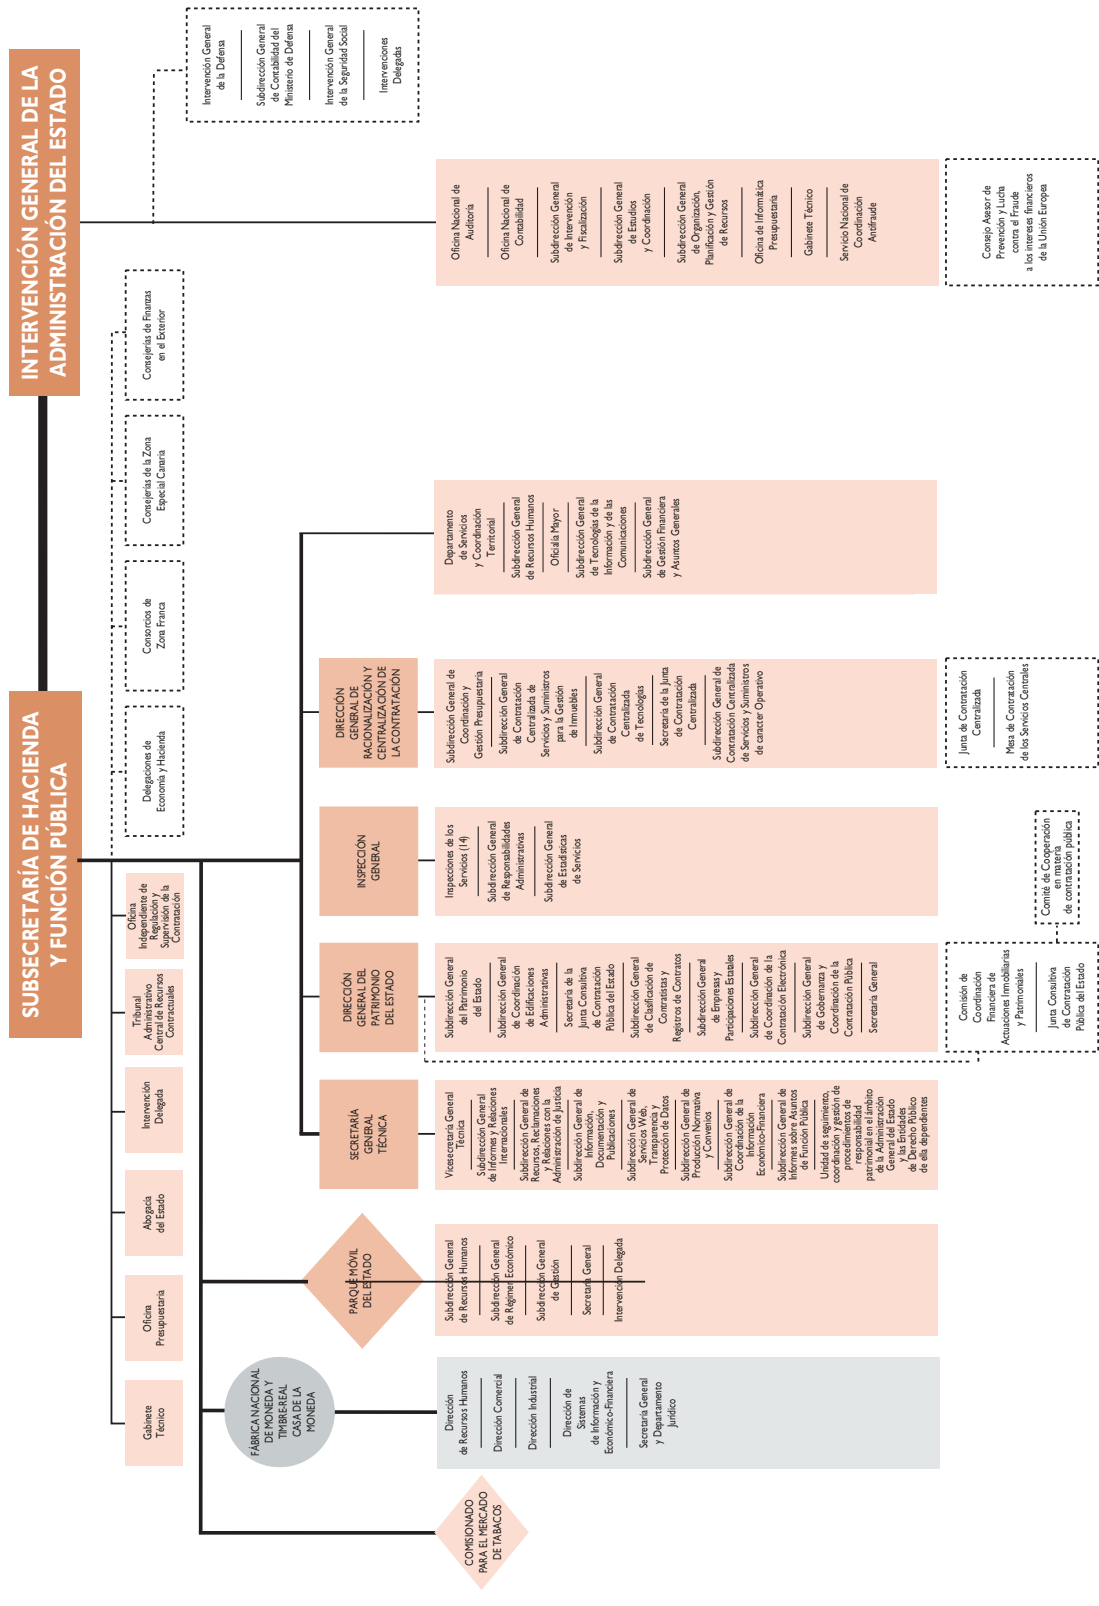 SUBSECRETARÍA DE HACIENDA
Y FUNCIÓN PÚBLICA
INTERVENCIÓN GENERAL DE LA
ADMINISTRACIÓN DEL ESTADO
Gabinete
Técnico
Oficina
Presupuestaria
Abogacía
del Estado
Intervención
Delegada
Tribunal
Administrativo
Central de Recursos
Contractuales
Oficina
Independiente de
Regulación y
Supervisión de la
Contratación
Delegaciones de
Economía y Hacienda
Consorcios de
Zona Franca
Consejerías de la Zona
Especial Canaria
Consejerías de Finanzas
en el Exterior
Intervención General
de la Defensa
Subdirección General
de Contabilidad del
Ministerio de Defensa
Intervención General
de la Seguridad Social
Intervenciones
Delegadas
COMISIONADO
PARA EL MERCADO
DE TABACOS
FÁBRICA NACIONAL
DE MONEDA Y
TIMBRE-REAL
CASA DE LA
MONEDA
Dirección
de Recursos Humanos
Dirección Comercial
Dirección Industrial
Dirección de
Sistemas
de Información y
Económico-Financiera
Secretaría General
y Departamento
Jurídico
PARQUE MÓVIL
DEL ESTADO
Subdirección General
de Recursos Humanos
Subdirección General
de Régimen Económico
Subdirección General
de Gestión
Secretaría General
Intervención Delegada
SECRETARÍA
GENERAL
TÉCNICA
Vicesecretaría General
Técnica
Subdirección General
de Informes y Relaciones
Internacionales
Subdirección General de
Recursos, Reclamaciones
y Relaciones con la
Administración de Justicia
Subdirección General de
Información,
Documentación y
Publicaciones
Subdirección General de
Servicios Web,
Transparencia y
Protección de Datos
Subdirección General de
Producción Normativa
y Convenios
Subdirección General de
Coordinación de la
Información
Económico-Financiera
Subdirección General de
Informes sobre Asuntos
de Función Pública
Unidad de seguimiento,
coordinación y gestión de
procedimientos de
responsabilidad
patrimonial en el ámbito
de la Administración
General del Estado
y las Entidades
de Derecho Público
de ella dependientes
DIRECCIÓN
GENERAL DEL
PATRIMONIO
DEL ESTADO
Subdirección General
del Patrimonio
del Estado
Subdirección General
de Coordinación
de Edificaciones
Administrativas
Secretaría de la
Junta Consultiva
de Contratación
Pública del Estado
Subdirección General
de Clasificación de
Contratistas y
Registros de Contratos
Subdirección General
de Empresas y
Participaciones Estatales
Subdirección General
de Coordinación de la
Contratación Electrónica
Subdirección General
de Gobernanza y
Coordinación de la
Contratación Pública
Secretaría General
Comisión de
Coordinación
Financiera de
Actuaciones Inmobiliarias
y Patrimoniales
Junta Consultiva
de Contratación
Pública del Estado
Comité de Cooperación
en materia
de contratación pública
INSPECCIÓN
GENERAL
Inspecciones de los
Servicios (14)
Subdirección General
de Responsabilidades
Administrativas
Subdirección General
de Estadísticas
de Servicios
DIRECCIÓN
GENERAL DE
RACIONALIZACIÓN Y
CENTRALIZACIÓN DE
LA CONTRATACIÓN
Subdirección General de
Coordinación y
Gestión Presupuestaria
Subdirección General
de Contratación
Centralizada de
Servicios y Suministros
para la Gestión
de Inmuebles
Subdirección General
de Contratación
Centralizada
de Tecnologías
Secretaría de la Junta
de Contratación
Centralizada
Subdirección General de
Contratación Centralizada
de Servicios y Suministros
de caracter Operativo
Junta de Contratación
Centralizada
Mesa de Contratación
de los Servicios Centrales
Departamento
de Servicios
y Coordinación
Territorial
Subdirección General
de Recursos Humanos
Oficialía Mayor
Subdirección General
de Tecnologías de la
Información y de las
Comunicaciones
Subdirección General
de Gestión Financiera
y Asuntos Generales
Oficina Nacional de
Auditoría
Oficina Nacional de
Contabilidad
Subdirección General
de Intervención
y Fiscalización
Subdirección General
de Estudios
y Coordinación
Subdirección General
de Organización,
Planificación y Gestión
de Recursos
Oficina de Informática
Presupuestaria
Gabinete Técnico
Servicio Nacional de
Coordinación
Antifraude
Consejo Asesor de
Prevención y Lucha
contra el Fraude
a los intereses financieros
de la Unión Europea